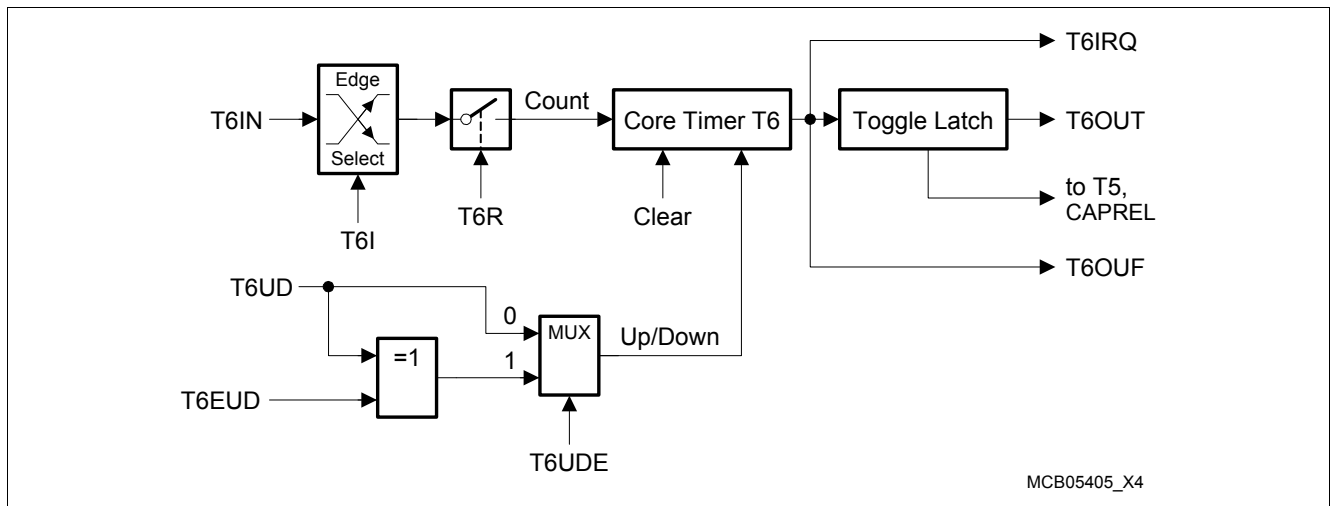 T6IRQ
Edge
Count
T6IN
Core Timer T6
Toggle Latch
T6OUT
Select
to T5,
CAPREL
T6R
Clear
T6I
T6OUF
T6UD
0
MUX
Up/Down
=1
1
T6EUD
T6UDE
MCB05405_X4